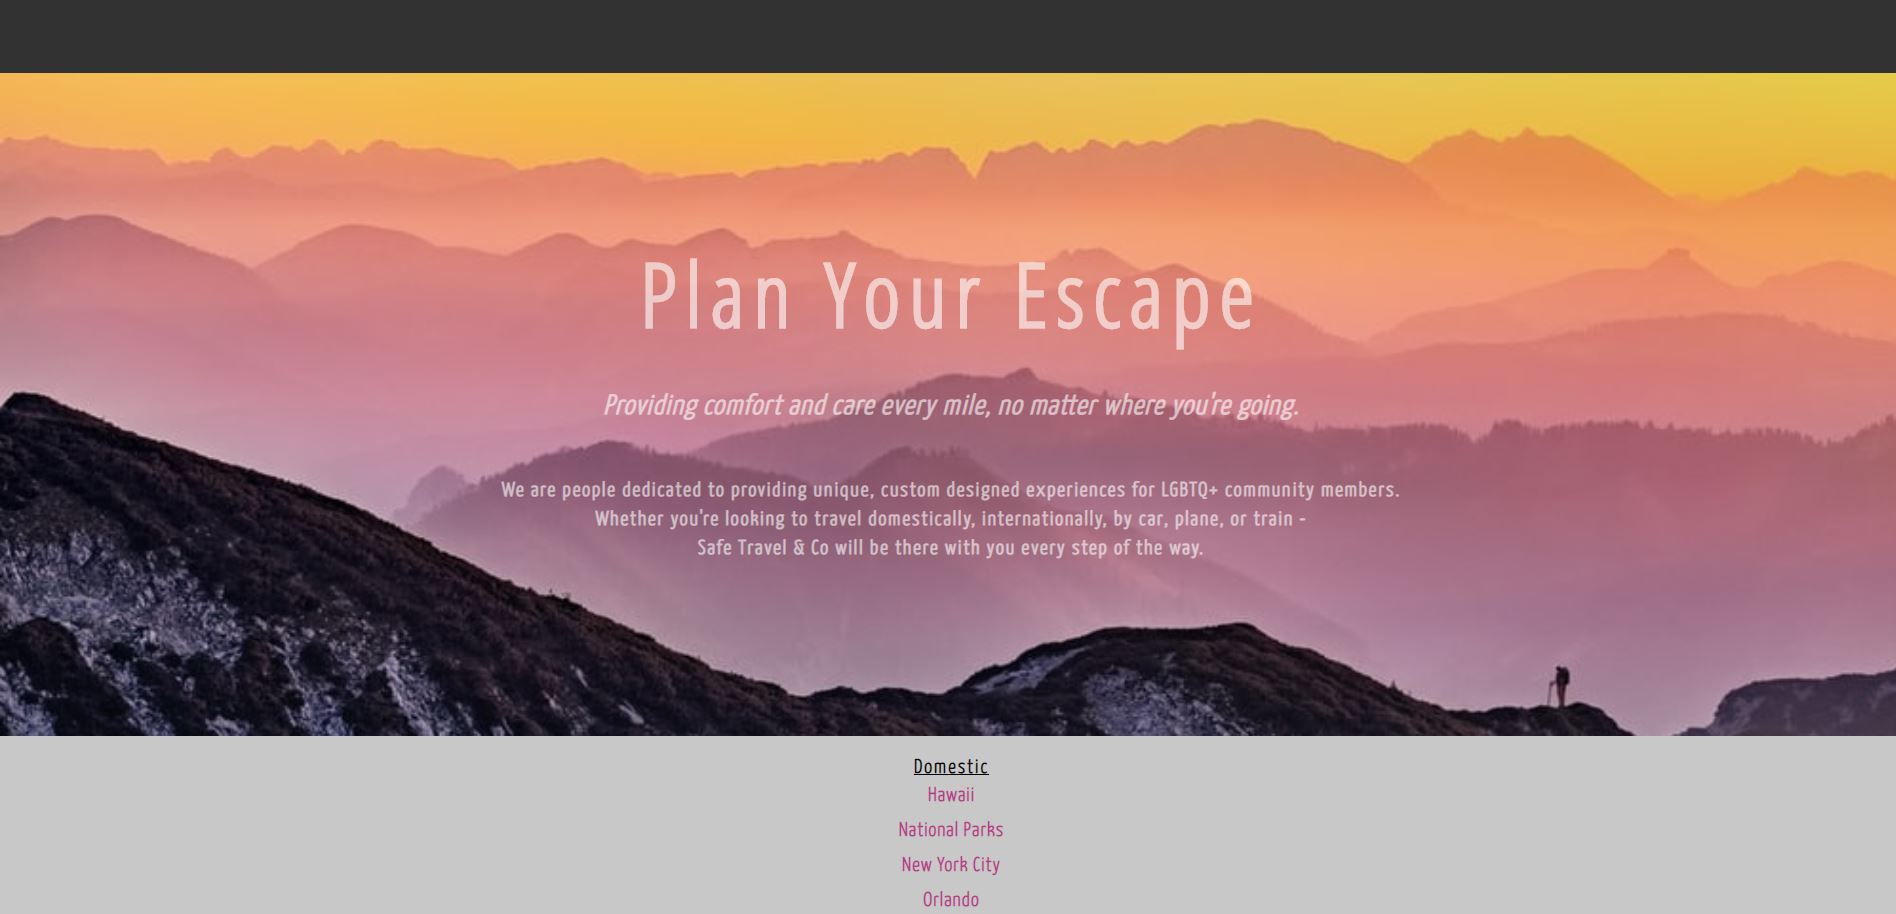 Plan Your Escape
Providing comfort and care every mile, no matter where you're going.
We are people dedicated to providing unique, custom designed experiences for LGBTQ+ community members.
Whether you're looking to travel domestically, internationally, by car, plane, or train -
Safe Travel & Co will be there with you every step of the way.
Domestic
Hawaii
National Parks
New York City
Orlando